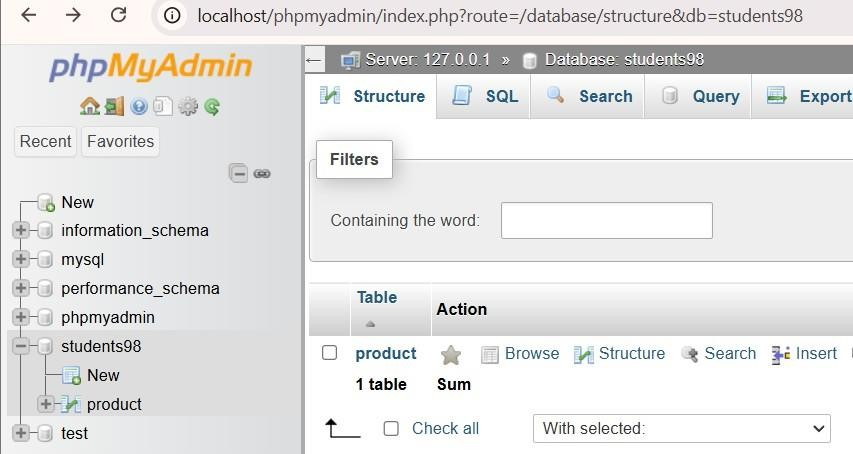 localhost/phpmyadmin/index.php?route=/database/structure&db=students98
phpMyAdmin
Recent Favorites
New
information_schema
mysql
performance_schema
phpmyadmin
students98
New
product
test
Server: 127.0.0.1 » Database: students98
Structure SQL Search Query Export
Filters
Containing the word:
Table Action
product Browse Structure Search Insert
1 table Sum
Check all With selected: